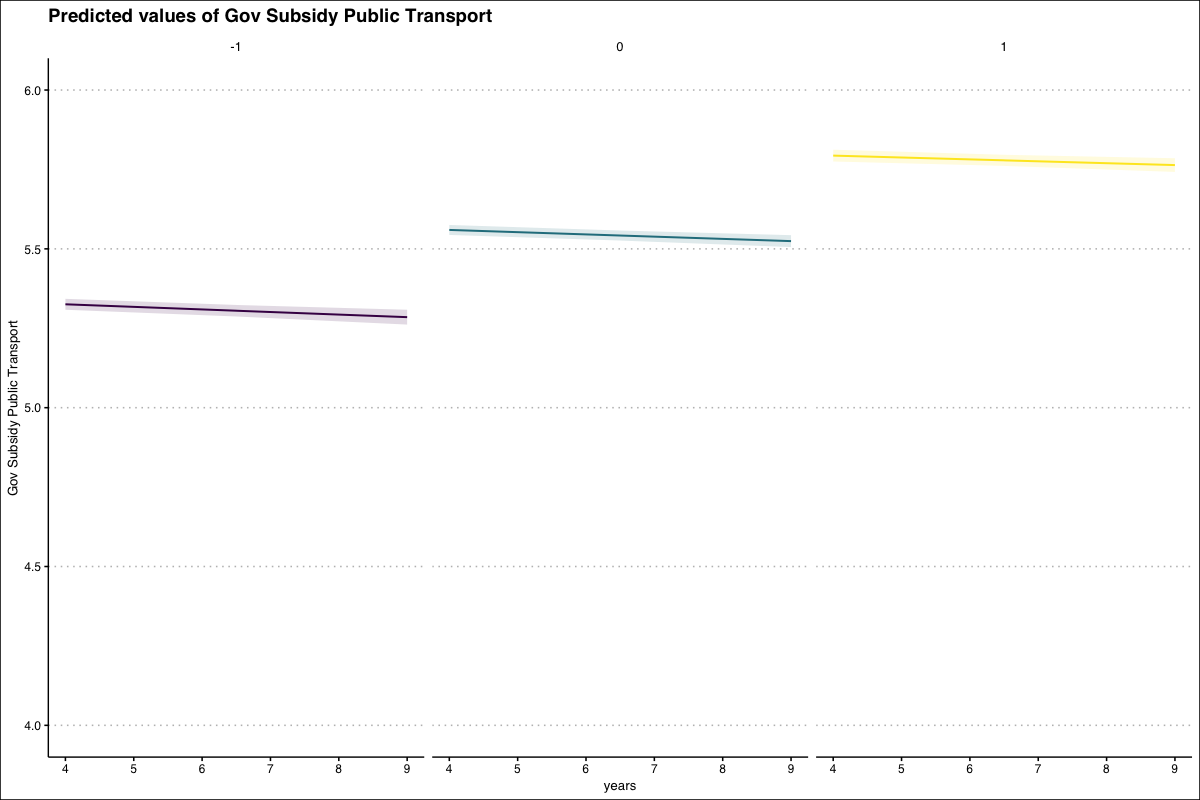 Predicted values of Gov Subsidy Public Transport
-1 0 1
6.0
5.5
5.0
4.5
4.0
Gov Subsidy Public Transport
4 5 6 7 8 9 4 5 6 7 8 9 4 5 6 7 8 9
years